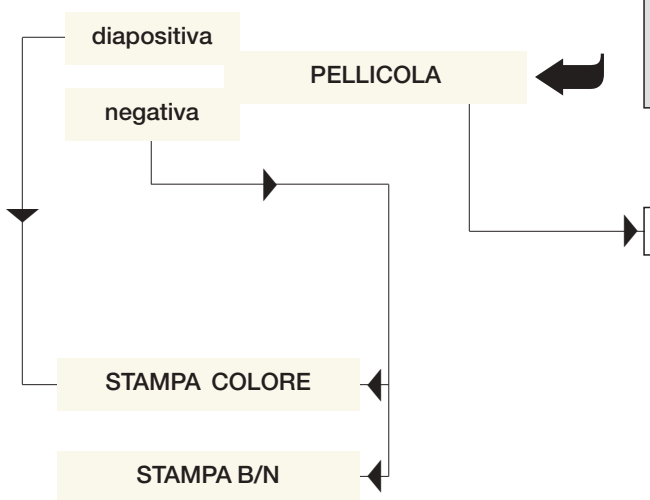 diapositiva
PELLICOLA
negativa
STAMPA COLORE
STAMPA B/N